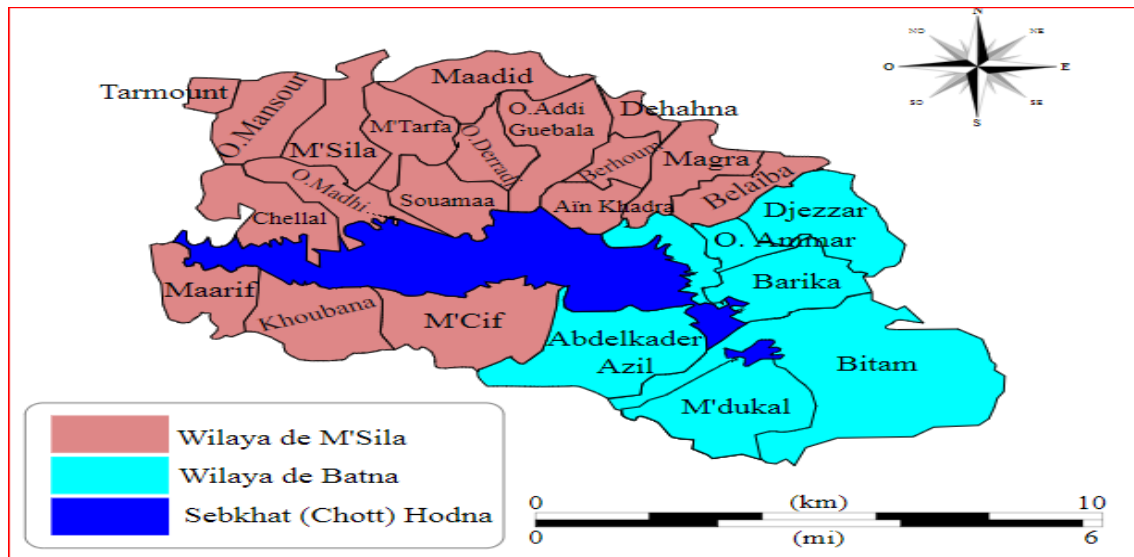 N
NO
NE
O
E
SO
SE
S
Tarmount
O.Mansour
Maadid
M'Tarfa
O.Addi
Guebala
Dehahna
M'Sila
O.Derradj
Berhoum
Magra
O.Madhi....
Souamaa
Aïn Khadra
Belaïba
Chellal
Djezzar
O. Ammar
Maarif
Khoubana
M'Cif
Barika
Abdelkader
Azil
Bitam
M'dukal
Wilaya de M'Sila
Wilaya de Batna
Sebkhat (Chott) Hodna
0 (km) 10
0 (mi) 6